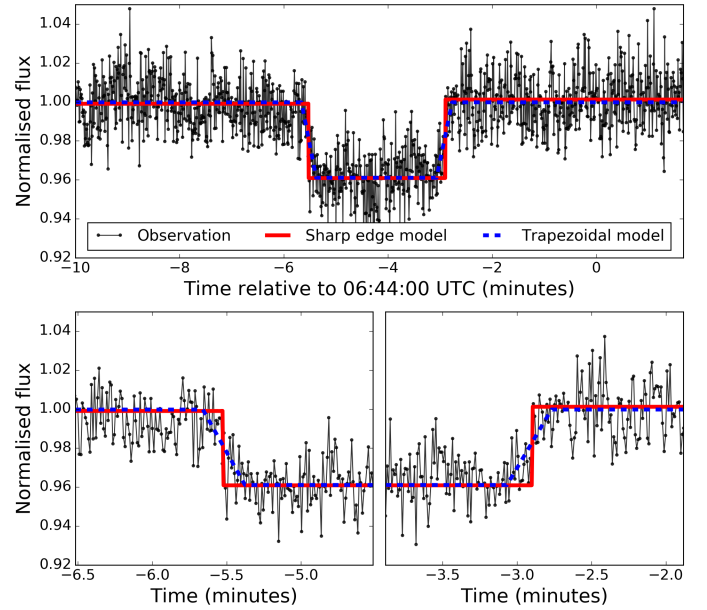 Normalised flux
1.04
1.02
1.00
0.98
0.96
0.94
0.92
Observation Sharp edge model Trapezoidal model
−10 −8 −6 −4 −2 0
Time relative to 06:44:00 UTC (minutes)
Normalised flux
1.04
1.02
1.00
0.98
0.96
0.94
0.92
−6.5 −6.0 −5.5 −5.0
Time (minutes)
−3.5 −3.0 −2.5 −2.0
Time (minutes)